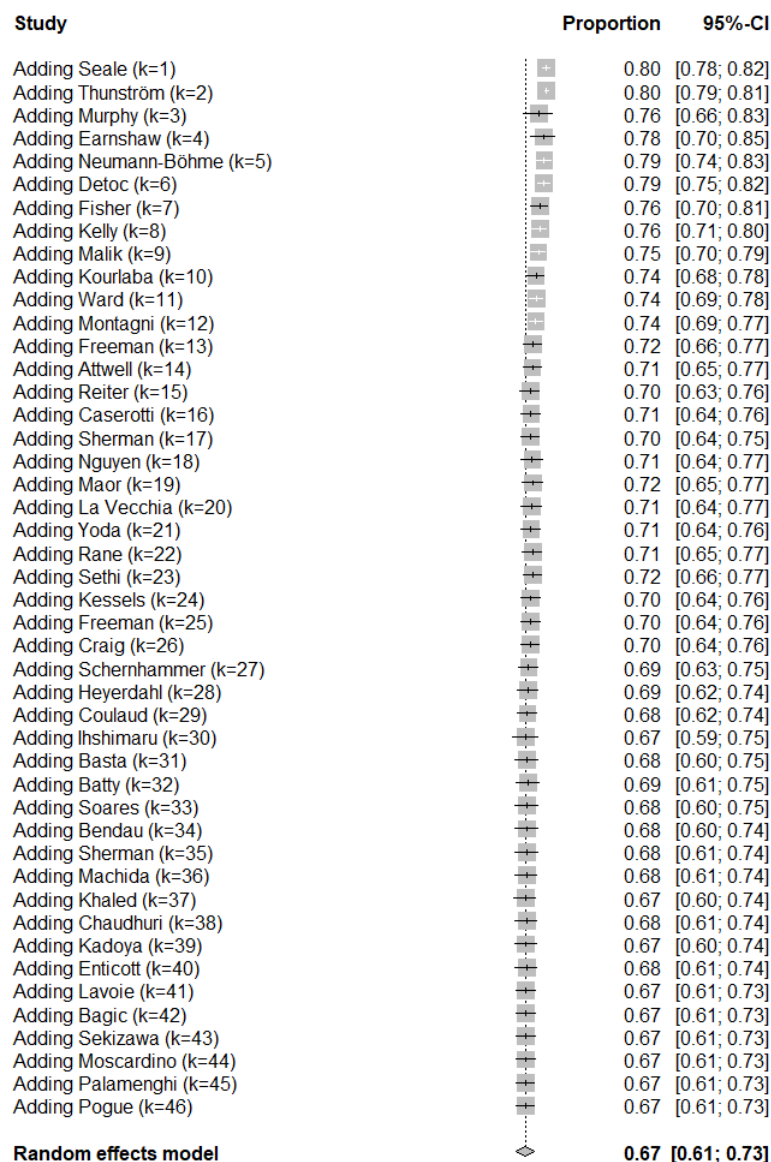 Study Proportion 95%-CI
Adding Seale (k=1) 0.80 [0.78; 0.82]
Adding Thunström (k=2) 0.80 [0.79; 0.81]
Adding Murphy (k=3) 0.76 [0.66; 0.83]
Adding Earnshaw (k=4) 0.78 [0.70; 0.85]
Adding Neumann-Böhme (k=5) 0.79 [0.74; 0.83]
Adding Detoc (k=6) 0.79 [0.75; 0.82]
Adding Fisher (k=7) 0.76 [0.70; 0.81]
Adding Kelly (k=8) 0.76 [0.71; 0.80]
Adding Malik (k=9) 0.75 [0.70; 0.79]
Adding Kourlaba (k=10) 0.74 [0.68; 0.78]
Adding Ward (k=11) 0.74 [0.69; 0.78]
Adding Montagni (k=12) 0.74 [0.69; 0.77]
Adding Freeman (k=13) 0.72 [0.66; 0.77]
Adding Attwell (k=14) 0.71 [0.65; 0.77]
Adding Reiter (k=15) 0.70 [0.63; 0.76]
Adding Caserotti (k=16) 0.71 [0.64; 0.76]
Adding Sherman (k=17) 0.70 [0.64; 0.75]
Adding Nguyen (k=18) 0.71 [0.64; 0.77]
Adding Maor (k=19) 0.72 [0.65; 0.77]
Adding La Vecchia (k=20) 0.71 [0.64; 0.77]
Adding Yoda (k=21) 0.71 [0.64; 0.76]
Adding Rane (k=22) 0.71 [0.65; 0.77]
Adding Sethi (k=23) 0.72 [0.66; 0.77]
Adding Kessels (k=24) 0.70 [0.64; 0.76]
Adding Freeman (k=25) 0.70 [0.64; 0.76]
Adding Craig (k=26) 0.70 [0.64; 0.76]
Adding Schernhammer (k=27) 0.69 [0.63; 0.75]
Adding Heyerdahl (k=28) 0.69 [0.62; 0.74]
Adding Coulaud (k=29) 0.68 [0.62; 0.74]
Adding Ihshimaru (k=30) 0.67 [0.59; 0.75]
Adding Basta (k=31) 0.68 [0.60; 0.75]
Adding Batty (k=32) 0.69 [0.61; 0.75]
Adding Soares (k=33) 0.68 [0.60; 0.75]
Adding Bendau (k=34) 0.68 [0.60; 0.74]
Adding Sherman (k=35) 0.68 [0.61; 0.74]
Adding Machida (k=36) 0.68 [0.61; 0.74]
Adding Khaled (k=37) 0.67 [0.60; 0.74]
Adding Chaudhuri (k=38) 0.68 [0.61; 0.74]
Adding Kadoya (k=39) 0.67 [0.60; 0.74]
Adding Enticott (k=40) 0.68 [0.61; 0.74]
Adding Lavoie (k=41) 0.67 [0.61; 0.73]
Adding Bagic (k=42) 0.67 [0.61; 0.73]
Adding Sekizawa (k=43) 0.67 [0.61; 0.73]
Adding Moscardino (k=44) 0.67 [0.61; 0.73]
Adding Palamenghi (k=45) 0.67 [0.61; 0.73]
Adding Pogue (k=46) 0.67 [0.61; 0.73]
Random effects model 0.67 [0.61; 0.73]